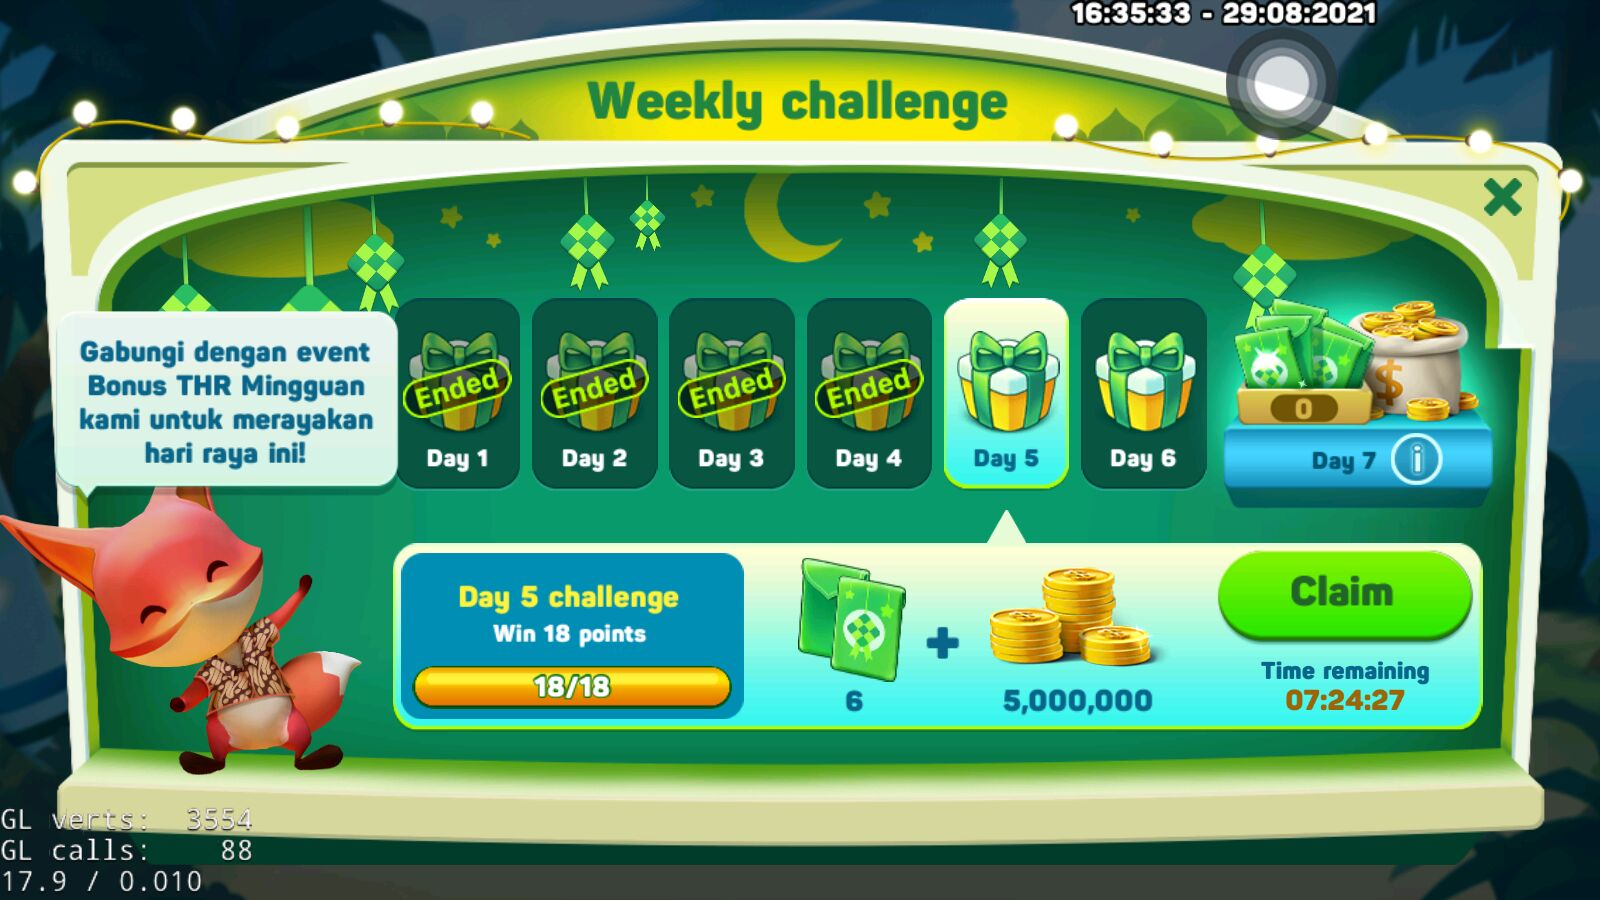 16:35:33 - 29:08:2021
Weekly challenge
Gabungi dengan event
Bonus THR Mingguan
kami untuk merayakan
hari raya ini!
Ended
Day 1
Ended
Day 2
Ended
Day 3
Ended
Day 4
Day 5
Day 6
$
0
Day 7 i
Day 5 challenge
Win 18 points
18/18
6
+
5,000,000
Claim
Time remaining
07:24:27
GL verts: 3554
GL calls: 88
17.9 / 0.010